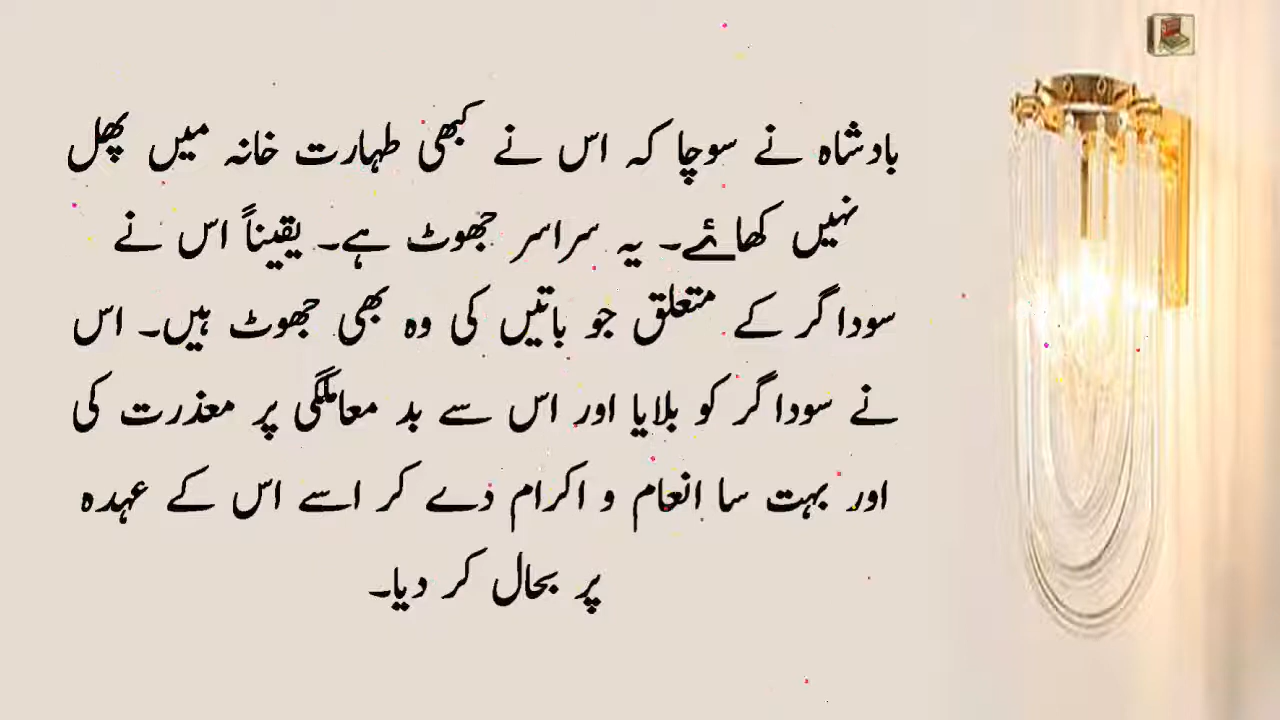 بادشاہ نے سوچا کہ اس نے کبھی طہارت خانہ میں پھل
نہیں کھائے۔ یہ سراسر جھوٹ ہے۔ یقیناً اس نے
سوداگر کے متعلق جو باتیں کی وہ بھی جھوٹ ہیں۔ اس
نے سوداگر کو بلایا اور اس سے بد معاملگی پر معذرت کی
اور بہت سا انعام و اکرام دے کر اسے اس کے عہدہ
پر بحال کر دیا۔